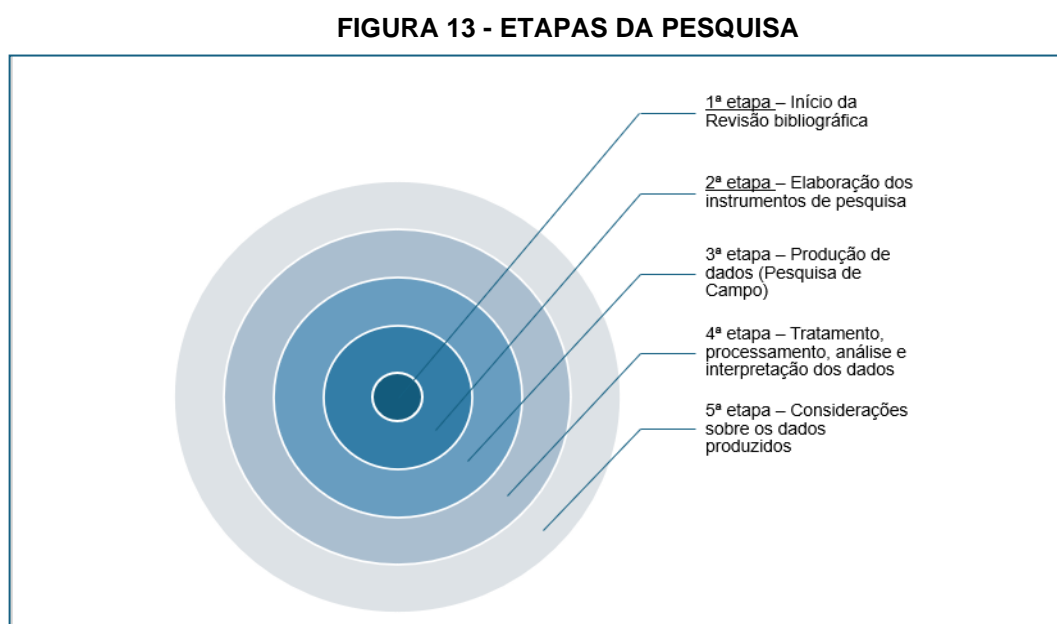 FIGURA 13 - ETAPAS DA PESQUISA
1ª etapa – Início da
Revisão bibliográfica
2ª etapa – Elaboração dos
instrumentos de pesquisa
3ª etapa – Produção de
dados (Pesquisa de
Campo)
4ª etapa – Tratamento,
processamento, análise e
interpretação dos dados
5ª etapa – Considerações
sobre os dados
produzidos